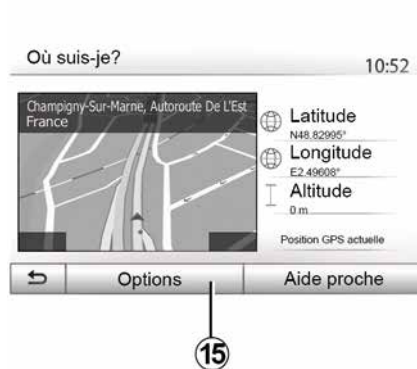 Où suis-je?
10:52
Champigny-Sur-Marne, Autoroute De L'Est
France
Latitude
N48.82995°
Longitude
E2.49608°
Altitude
0 m
Position GPS actuelle
Options
Aide proche
15